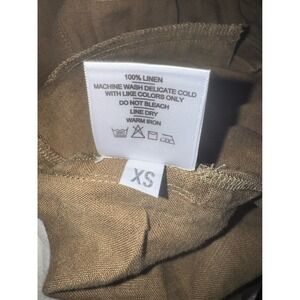 100% LINEN
MACHINE WASH DELICATE COLD
WITH LIKE COLORS ONLY
DO NOT BLEACH
LINE DRY
WARM IRON
XS